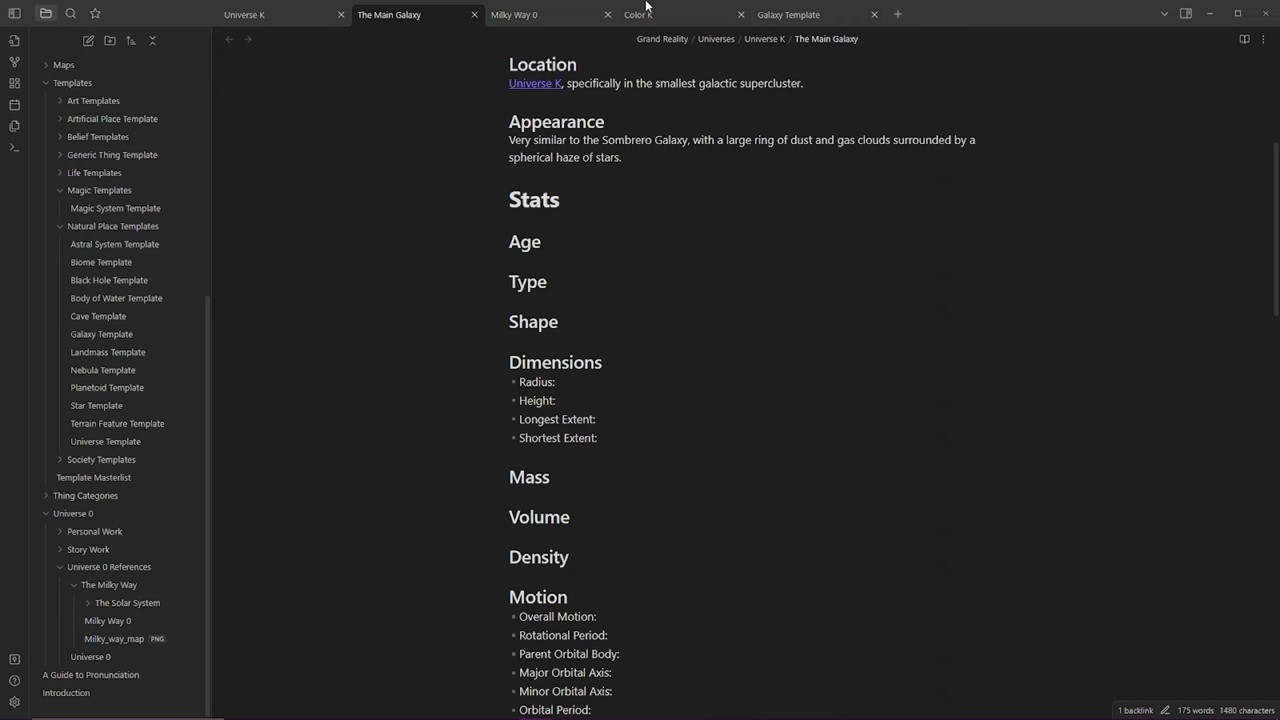 Universe K
The Main Galaxy
Milky Way 0
Color K
Galaxy Template
Grand Reality / Universes / Universe K / The Main Galaxy
Maps
Templates
Art Templates
Artificial Place Template
Belief Templates
Generic Thing Template
Life Templates
Magic Templates
Magic System Template
Natural Place Templates
Astral System Template
Biome Template
Black Hole Template
Body of Water Template
Cave Template
Galaxy Template
Landmass Template
Nebula Template
Planetoid Template
Star Template
Terrain Feature Template
Universe Template
Society Templates
Template Masterlist
Thing Categories
Universe 0
Personal Work
Story Work
Universe 0 References
The Milky Way
The Solar System
Milky Way 0
Milky_way_map PNG
Universe 0
A Guide to Pronunciation
Introduction
Location
Universe K, specifically in the smallest galactic supercluster.
Appearance
Very similar to the Sombrero Galaxy, with a large ring of dust and gas clouds surrounded by a
spherical haze of stars.
Stats
Age
Type
Shape
Dimensions
Radius:
Height:
Longest Extent:
Shortest Extent:
Mass
Volume
Density
Motion
Overall Motion:
Rotational Period:
Parent Orbital Body:
Major Orbital Axis:
Minor Orbital Axis:
Orbital Period:
1 backlink 175 words 1480 characters